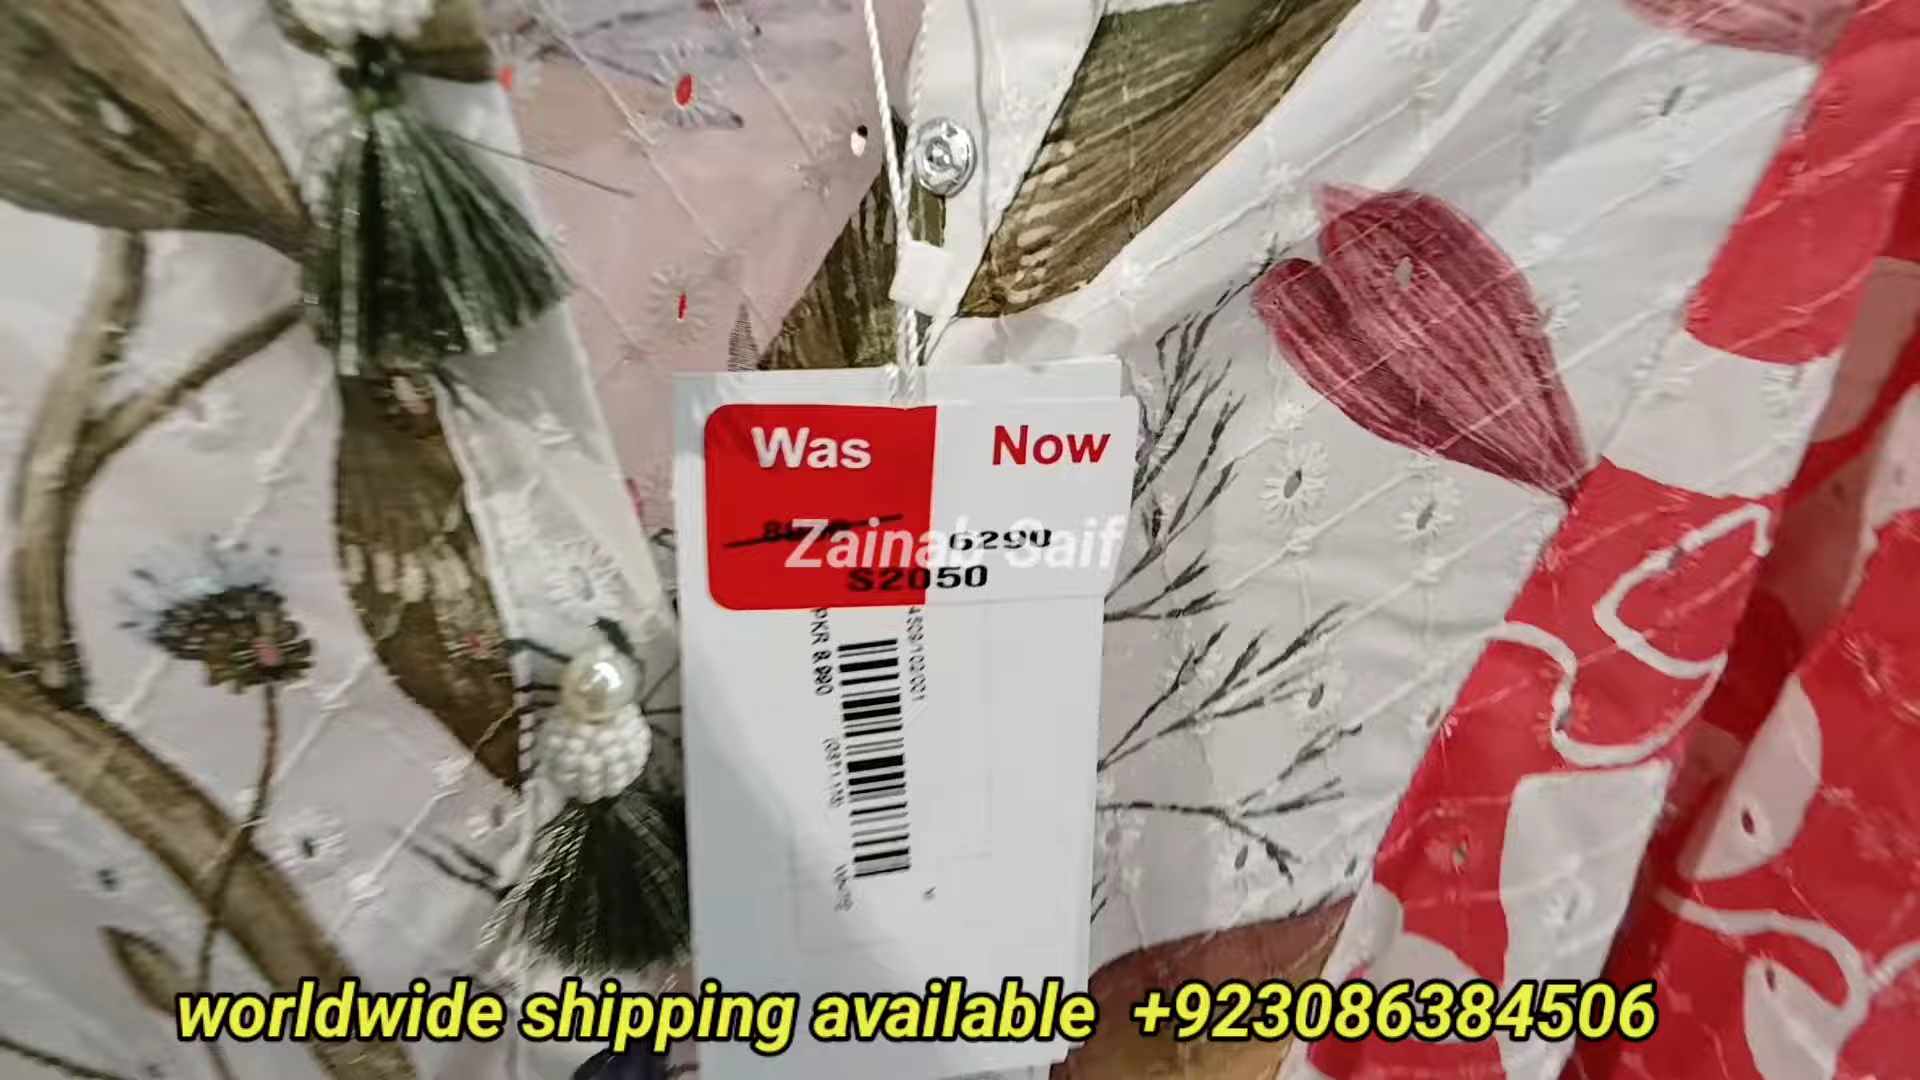 Was Now
6290
Zainab Saif
S2050
PKR 8,990
worldwide shipping available +923086384506